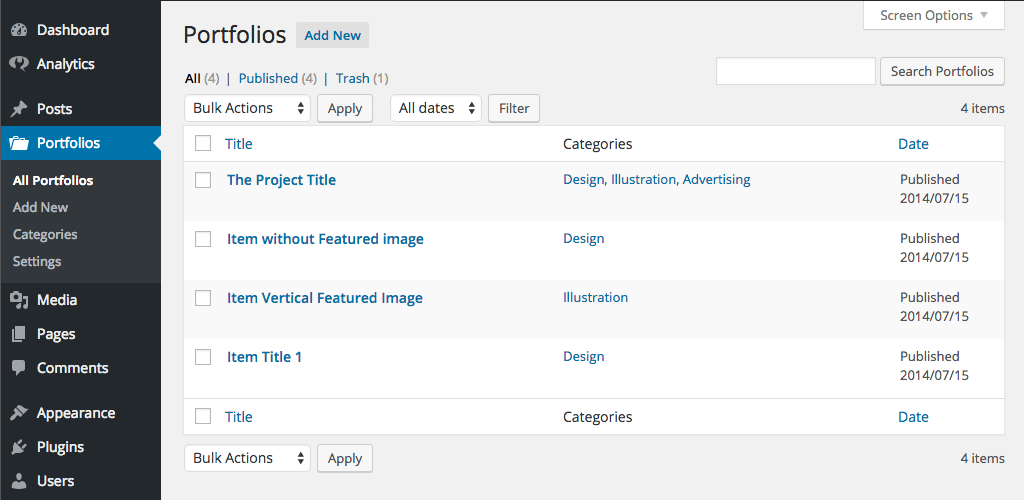 Dashboard
Analytics
Posts
Portfolios
All Portfolios
Add New
Categories
Settings
Media
Pages
Comments
Appearance
Plugins
Users
Screen Options
Portfolios Add New
All (4) | Published (4) | Trash (1)
Search Portfolios
Bulk Actions Apply All dates Filter 4 items
Title Categories Date
The Project Title Design, Illustration, Advertising Published
2014/07/15
Item without Featured image Design Published
2014/07/15
Item Vertical Featured Image Illustration Published
2014/07/15
Item Title 1 Design Published
2014/07/15
Title Categories Date
Bulk Actions Apply 4 items